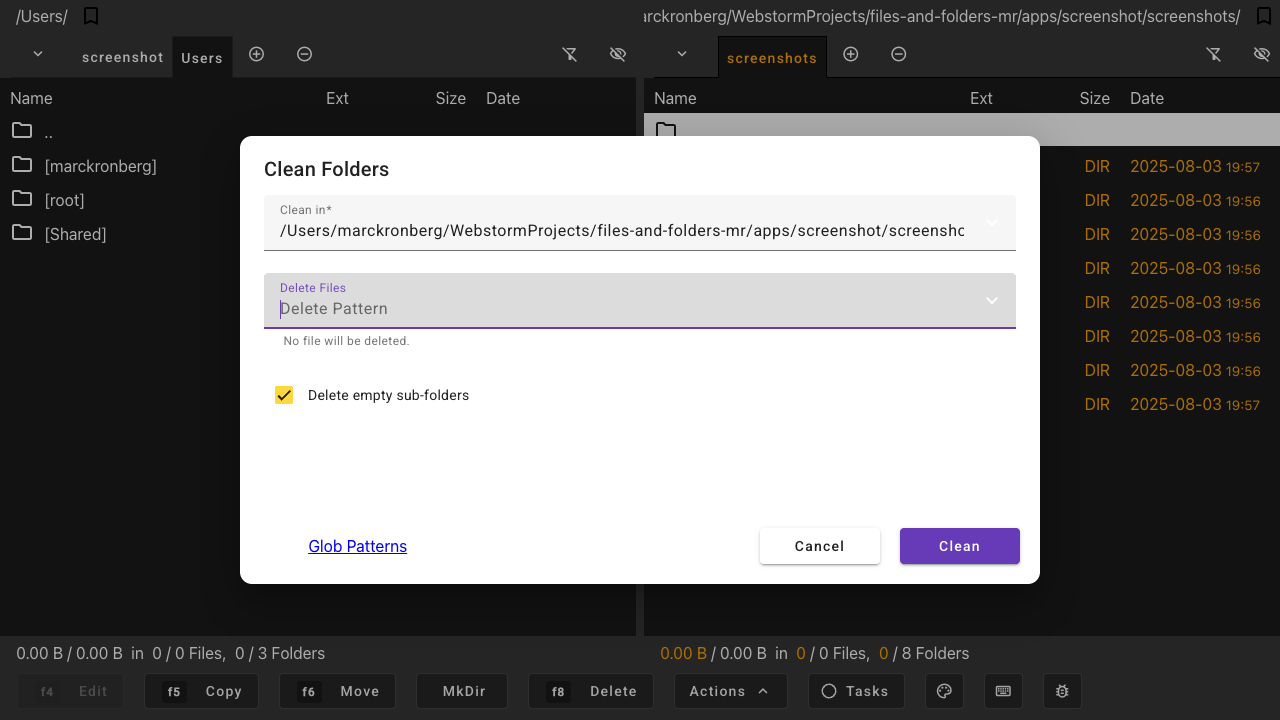 /Users/
rckronberg/WebstormProjects/files-and-folders-mr/apps/screenshot/screenshots/
screenshot Users
screenshots
Name Ext Size Date
Name Ext Size Date
..
[marckronberg]
[root]
[Shared]
DIR 2025-08-03 19:57
DIR 2025-08-03 19:56
DIR 2025-08-03 19:56
DIR 2025-08-03 19:56
DIR 2025-08-03 19:56
DIR 2025-08-03 19:56
DIR 2025-08-03 19:56
DIR 2025-08-03 19:57
Clean Folders
Clean in*
/Users/marckronberg/WebstormProjects/files-and-folders-mr/apps/screenshot/screensho
Delete Files
Delete Pattern
No file will be deleted.
Delete empty sub-folders
Glob Patterns
Cancel
Clean
0.00 B / 0.00 B in 0 / 0 Files, 0 / 3 Folders
0.00 B / 0.00 B in 0 / 0 Files, 0 / 8 Folders
f4 Edit f5 Copy f6 Move MkDir f8 Delete Actions Tasks